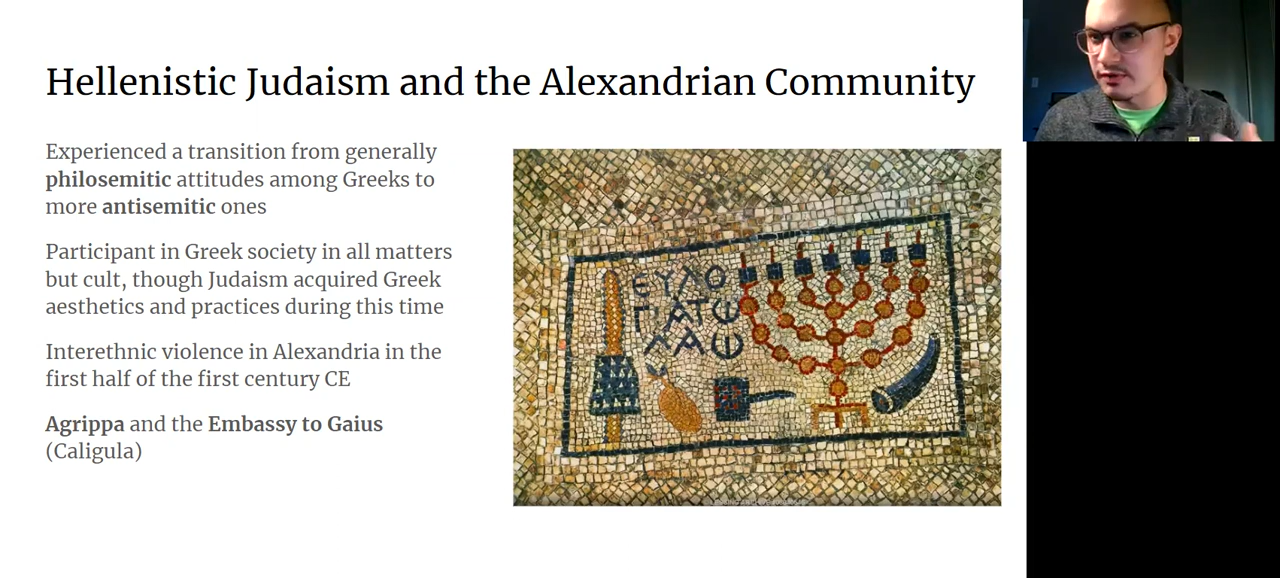 Hellenistic Judaism and the Alexandrian Community
Experienced a transition from generally
philosemitic attitudes among Greeks to
more antisemitic ones
Participant in Greek society in all matters
but cult, though Judaism acquired Greek
aesthetics and practices during this time
Interethnic violence in Alexandria in the
first half of the first century CE
Agrippa and the Embassy to Gaius
(Caligula)
ΕΥΛΟ
ΓΙΑΤΩ
ΛΑΩ